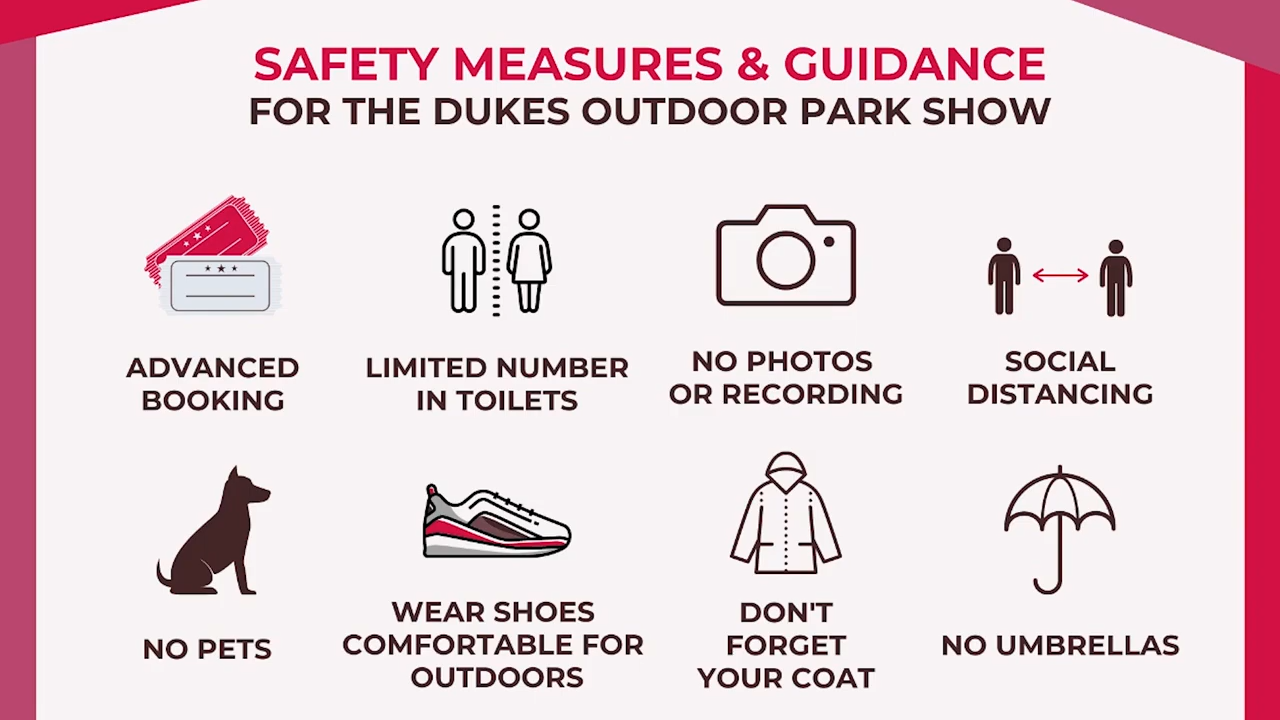 SAFETY MEASURES & GUIDANCE
FOR THE DUKES OUTDOOR PARK SHOW
ADVANCED
BOOKING
LIMITED NUMBER
IN TOILETS
NO PHOTOS
OR RECORDING
SOCIAL
DISTANCING
NO PETS
WEAR SHOES
COMFORTABLE FOR
OUTDOORS
DON'T
FORGET
YOUR COAT
NO UMBRELLAS